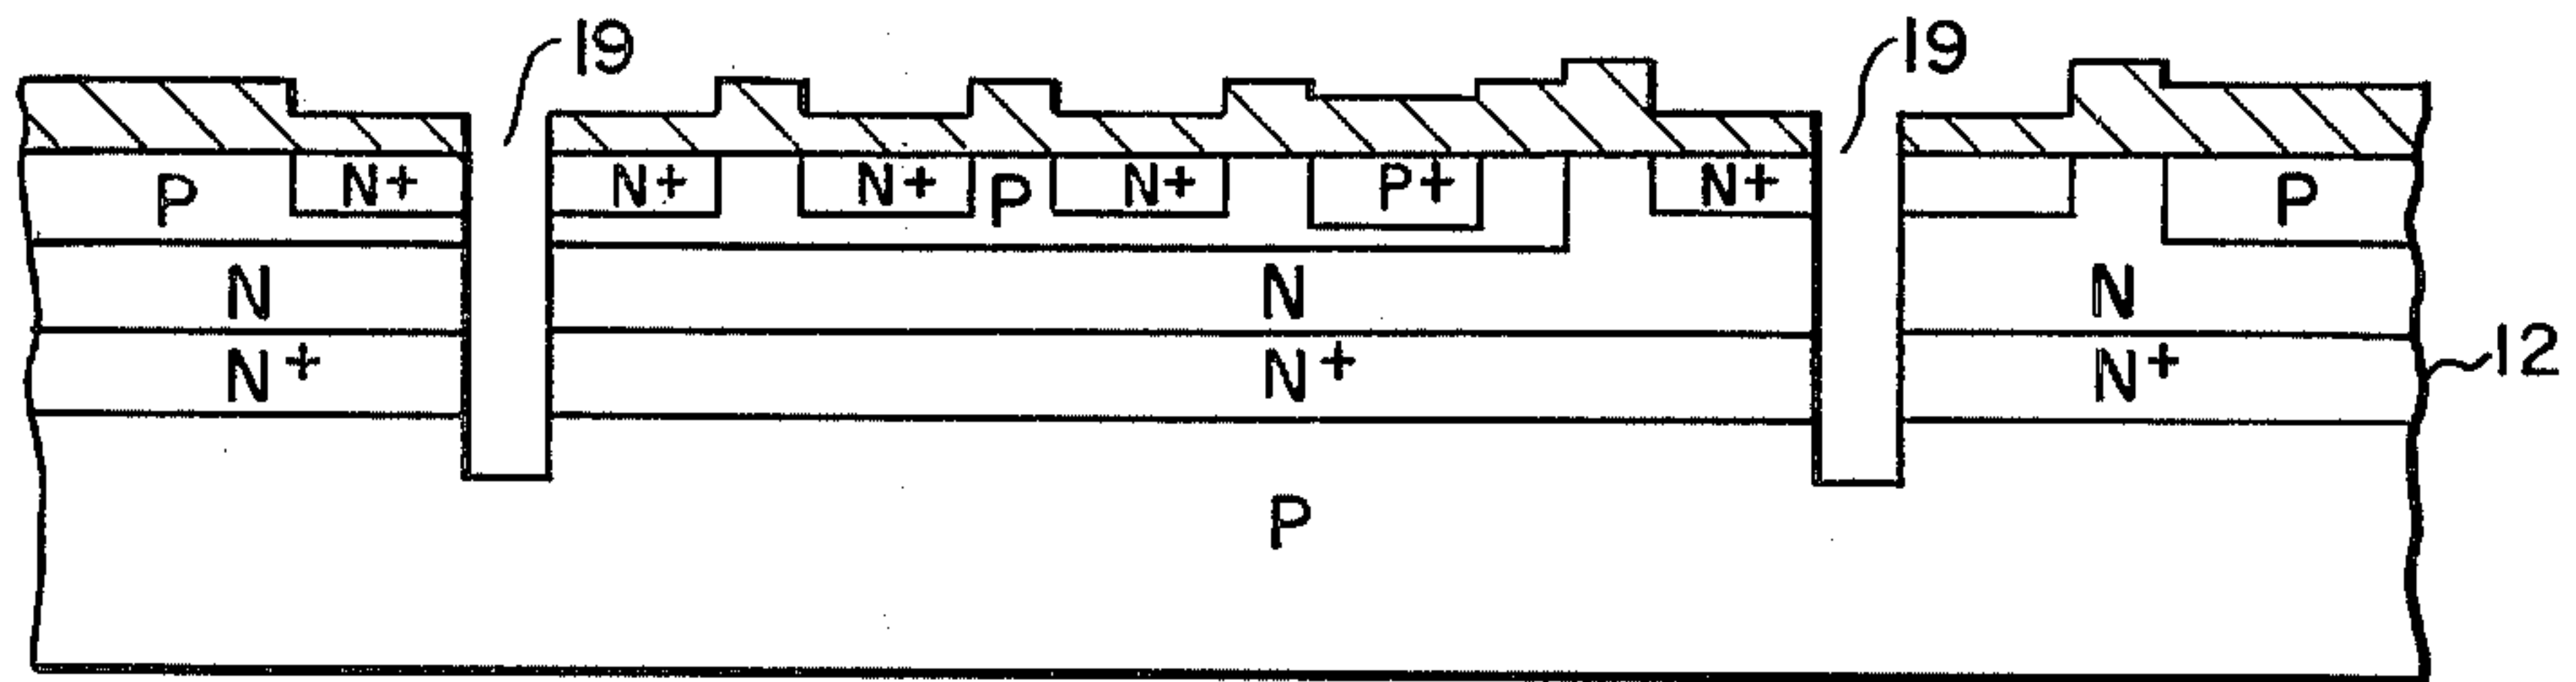 19 19
P N+ N+ N+ P N+ P+ N+ P
N N N
N+ N+ N+ 12
P